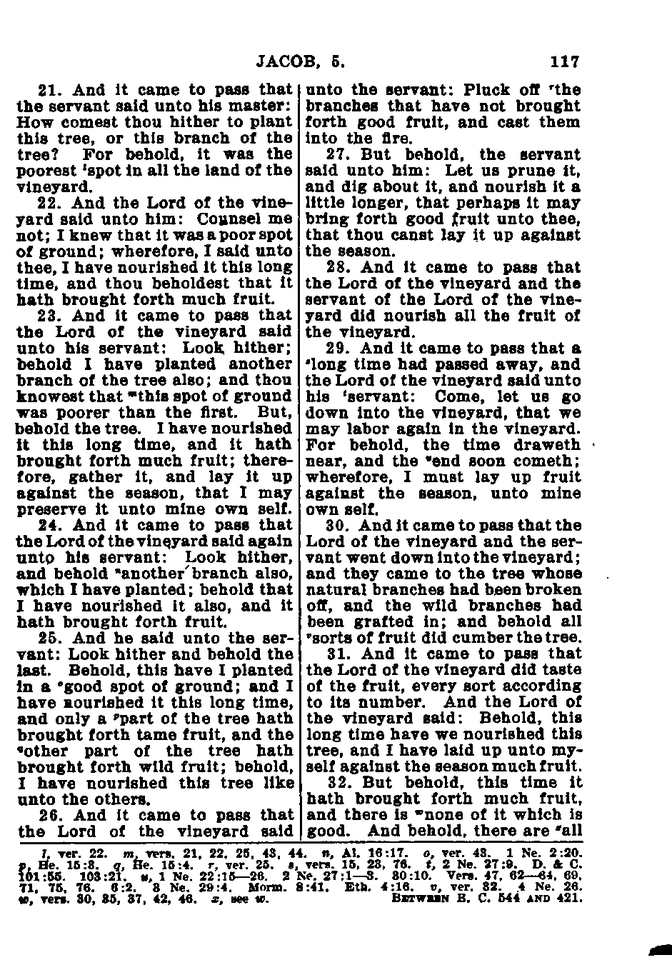 JACOB, 5. 117
21. And it came to pass that
the servant said unto his master:
How comest thou hither to plant
this tree, or this branch of the
tree? For behold, it was the
poorest ˡspot in all the land of the
vineyard.
22. And the Lord of the vine-
yard said unto him: Counsel me
not; I knew that it was a poor spot
of ground; wherefore, I said unto
thee, I have nourished it this long
time, and thou beholdest that it
hath brought forth much fruit.
23. And it came to pass that
the Lord of the vineyard said
unto his servant: Look hither;
behold I have planted another
branch of the tree also; and thou
knowest that ᵐthis spot of ground
was poorer than the first. But,
behold the tree. I have nourished
it this long time, and it hath
brought forth much fruit; there-
fore, gather it, and lay it up
against the season, that I may
preserve it unto mine own self.
24. And it came to pass that
the Lord of the vineyard said again
unto his servant: Look hither,
and behold ⁿanother branch also,
which I have planted; behold that
I have nourished it also, and it
hath brought forth fruit.
25. And he said unto the ser-
vant: Look hither and behold the
last. Behold, this have I planted
in a ᵒgood spot of ground; and I
have nourished it this long time,
and only a ᵖpart of the tree hath
brought forth tame fruit, and the
qother part of the tree hath
brought forth wild fruit; behold,
I have nourished this tree like
unto the others.
26. And it came to pass that
the Lord of the vineyard said
unto the servant: Pluck off ʳthe
branches that have not brought
forth good fruit, and cast them
into the fire.
27. But behold, the servant
said unto him: Let us prune it,
and dig about it, and nourish it a
little longer, that perhaps it may
bring forth good fruit unto thee,
that thou canst lay it up against
the season.
28. And it came to pass that
the Lord of the vineyard and the
servant of the Lord of the vine-
yard did nourish all the fruit of
the vineyard.
29. And it came to pass that a
ˢlong time had passed away, and
the Lord of the vineyard said unto
his ᵗservant: Come, let us go
down into the vineyard, that we
may labor again in the vineyard.
For behold, the time draweth
near, and the ᵘend soon cometh;
wherefore, I must lay up fruit
against the season, unto mine
own self.
30. And it came to pass that the
Lord of the vineyard and the ser-
vant went down into the vineyard;
and they came to the tree whose
natural branches had been broken
off, and the wild branches had
been grafted in; and behold all
ᵛsorts of fruit did cumber the tree.
31. And it came to pass that
the Lord of the vineyard did taste
of the fruit, every sort according
to its number. And the Lord of
the vineyard said: Behold, this
long time have we nourished this
tree, and I have laid up unto my-
self against the season much fruit.
32. But behold, this time it
hath brought forth much fruit,
and there is ʷnone of it which is
good. And behold, there are ˣall
l, ver. 22. m, vers. 21, 22, 25, 43, 44. n, Al. 16:17. o, ver. 43. 1 Ne. 2:20.
p, He. 15:3. q, He. 15:4. r, ver. 25. s, vers. 15, 23, 76. t, 2 Ne. 27:9. D. & C.
101:55. 103:21. u, 1 Ne. 22:15—26. 2 Ne. 27:1—3. 30:10. Vers. 47, 62—64, 69,
71, 75, 76. 6:2. 3 Ne. 29:4. Morm. 8:41. Eth. 4:16. v, ver. 32. 4 Ne. 26.
w, vers. 30, 35, 37, 42, 46. x, see w. BETWEEN B. C. 544 AND 421.